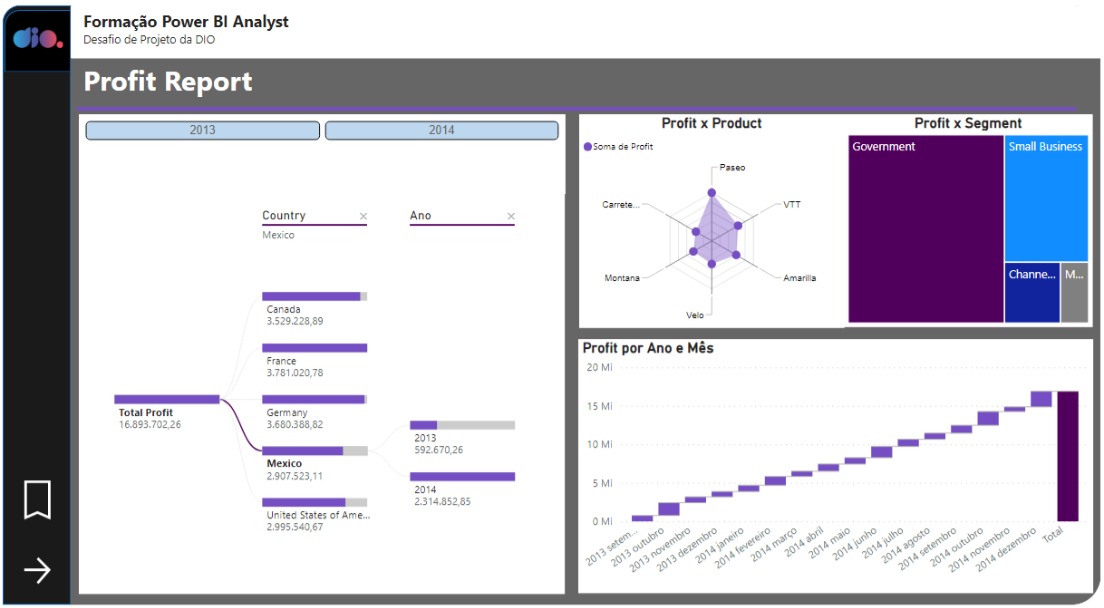 dio.
Formação Power BI Analyst
Desafio de Projeto da DIO
Profit Report
2013
2014
Country
Mexico
Ano
Canada
3.529.228,89
France
3.781.020,78
Total Profit
16.893.702,26
Germany
3.680.388,82
Mexico
2.907.523,11
United States of Ame...
2.995.540,67
2013
592.670,26
2014
2.314.852,85
Profit x Product
Soma de Profit
Paseo
VTT
Amarilla
Velo
Montana
Carrete...
Profit x Segment
Government
Small Business
Channe...
M...
Profit por Ano e Mês
20 Mi
15 Mi
10 Mi
5 Mi
0 Mi
2013 setem...
2013 outubro
2013 novembro
2013 dezembro
2014 janeiro
2014 fevereiro
2014 março
2014 abril
2014 maio
2014 junho
2014 julho
2014 agosto
2014 setembro
2014 outubro
2014 novembro
2014 dezembro
Total